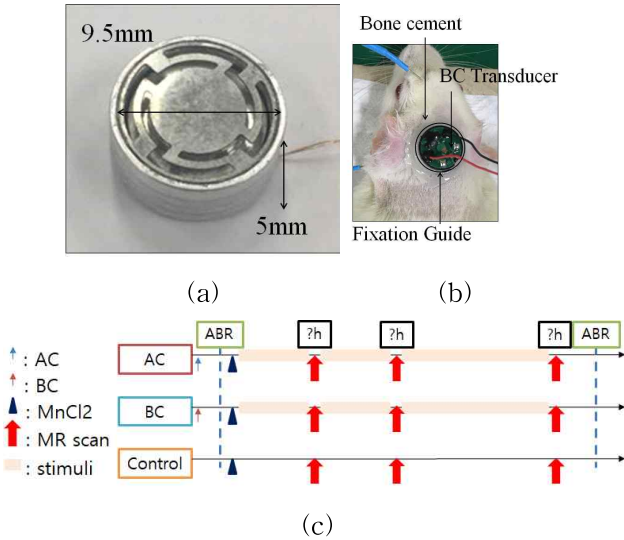 9.5mm
5mm
Bone cement
BC Transducer
Fixation Guide
(a)
(b)
ABR
?h
?h
?h
ABR
: AC
: BC
: MnCl2
: MR scan
: stimuli
AC
BC
Control
(c)